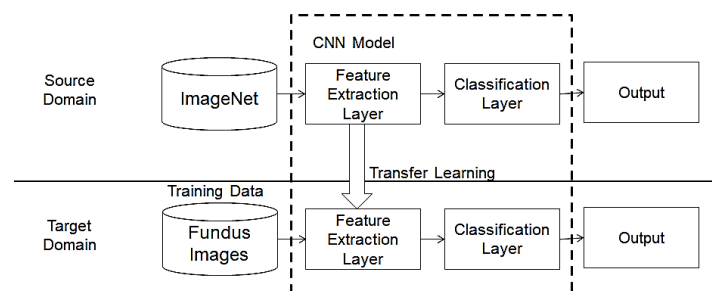 CNN Model
Source
Domain
ImageNet
Feature
Extraction
Layer
Classification
Layer
Output
Transfer Learning
Training Data
Target
Domain
Fundus
Images
Feature
Extraction
Layer
Classification
Layer
Output